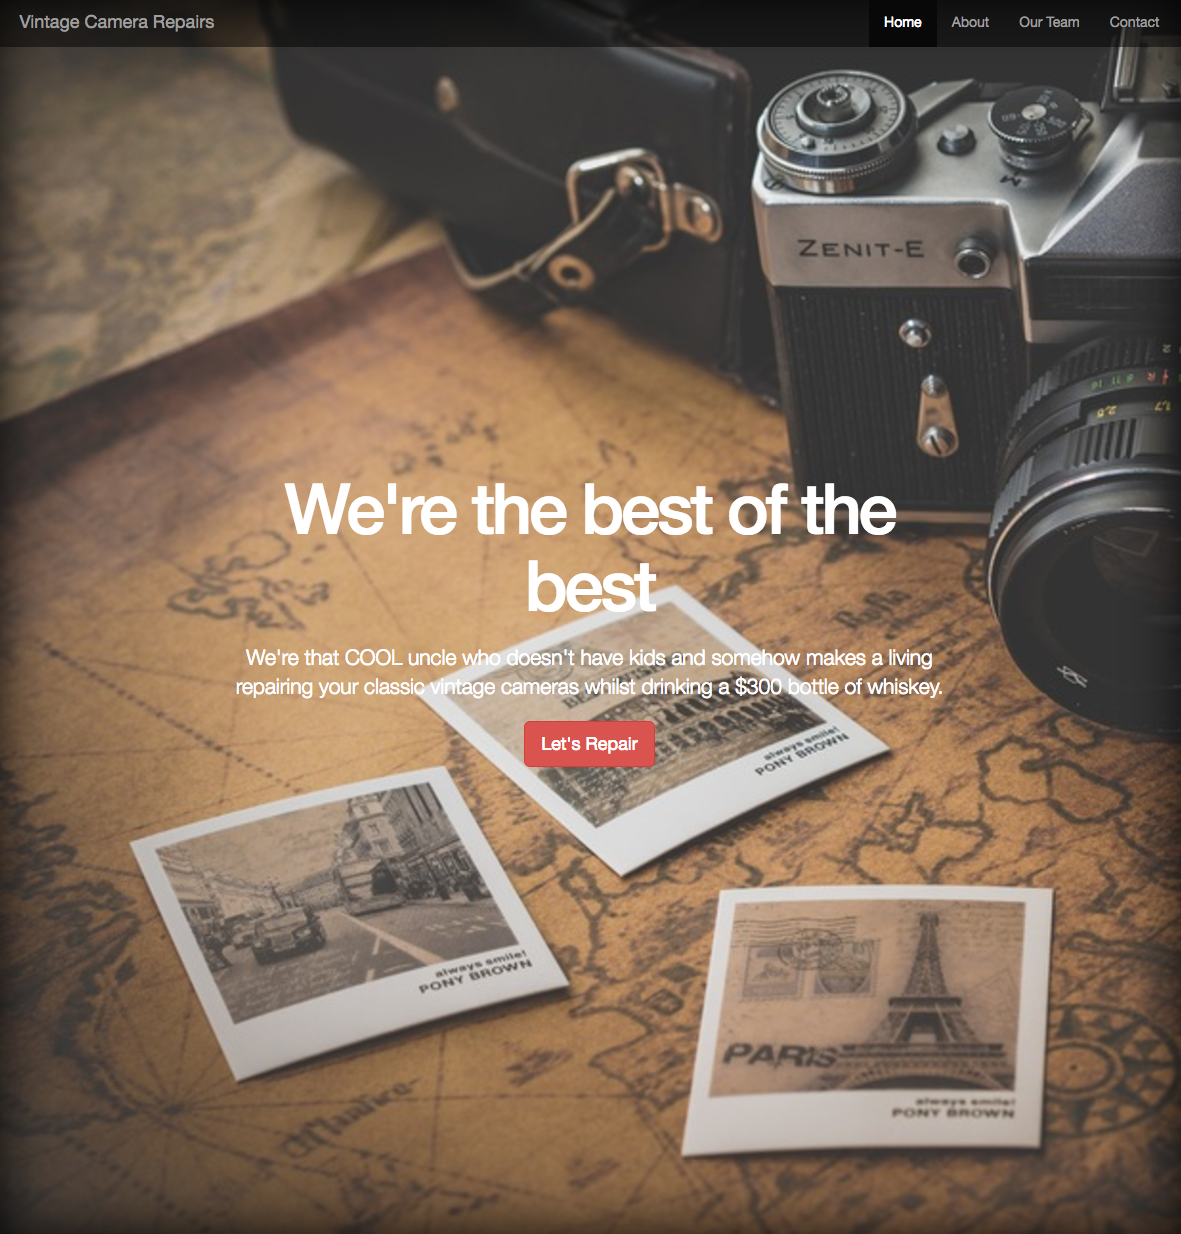 Vintage Camera Repairs
Home About Our Team Contact
ZENIT-E
We're the best of the
best
We're that COOL uncle who doesn't have kids and somehow makes a living
repairing your classic vintage cameras whilst drinking a $300 bottle of whiskey.
Let's Repair
always smile!
PONY BROWN
always smile!
PONY BROWN
PARIS
always smile!
PONY BROWN